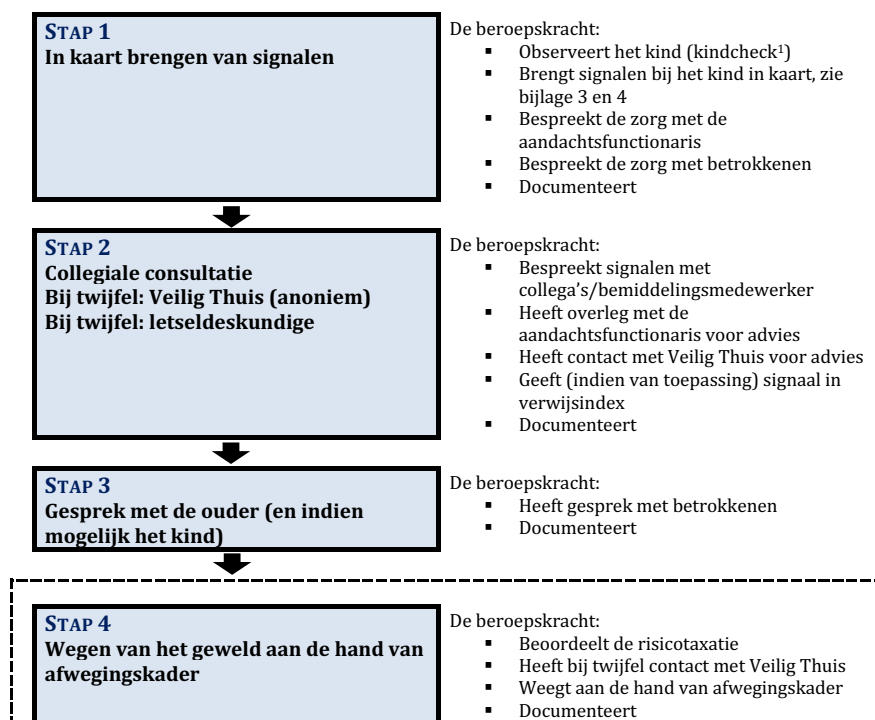 STAP 1
In kaart brengen van signalen
De beroepskracht:
▪ Observeert het kind (kindcheck¹)
▪ Brengt signalen bij het kind in kaart, zie
bijlage 3 en 4
▪ Bespreekt de zorg met de
aandachtsfunctionaris
▪ Bespreekt de zorg met betrokkenen
▪ Documenteert
STAP 2
Collegiale consultatie
Bij twijfel: Veilig Thuis (anoniem)
Bij twijfel: letseldeskundige
De beroepskracht:
▪ Bespreekt signalen met
collega's/bemiddelingsmedewerker
▪ Heeft overleg met de
aandachtsfunctionaris voor advies
▪ Heeft contact met Veilig Thuis voor advies
▪ Geeft (indien van toepassing) signaal in
verwijsindex
▪ Documenteert
STAP 3
Gesprek met de ouder (en indien
mogelijk het kind)
De beroepskracht:
▪ Heeft gesprek met betrokkenen
▪ Documenteert
STAP 4
Wegen van het geweld aan de hand van
afwegingskader
De beroepskracht:
▪ Beoordeelt de risicotaxatie
▪ Heeft bij twijfel contact met Veilig Thuis
▪ Weegt aan de hand van afwegingskader
▪ Documenteert